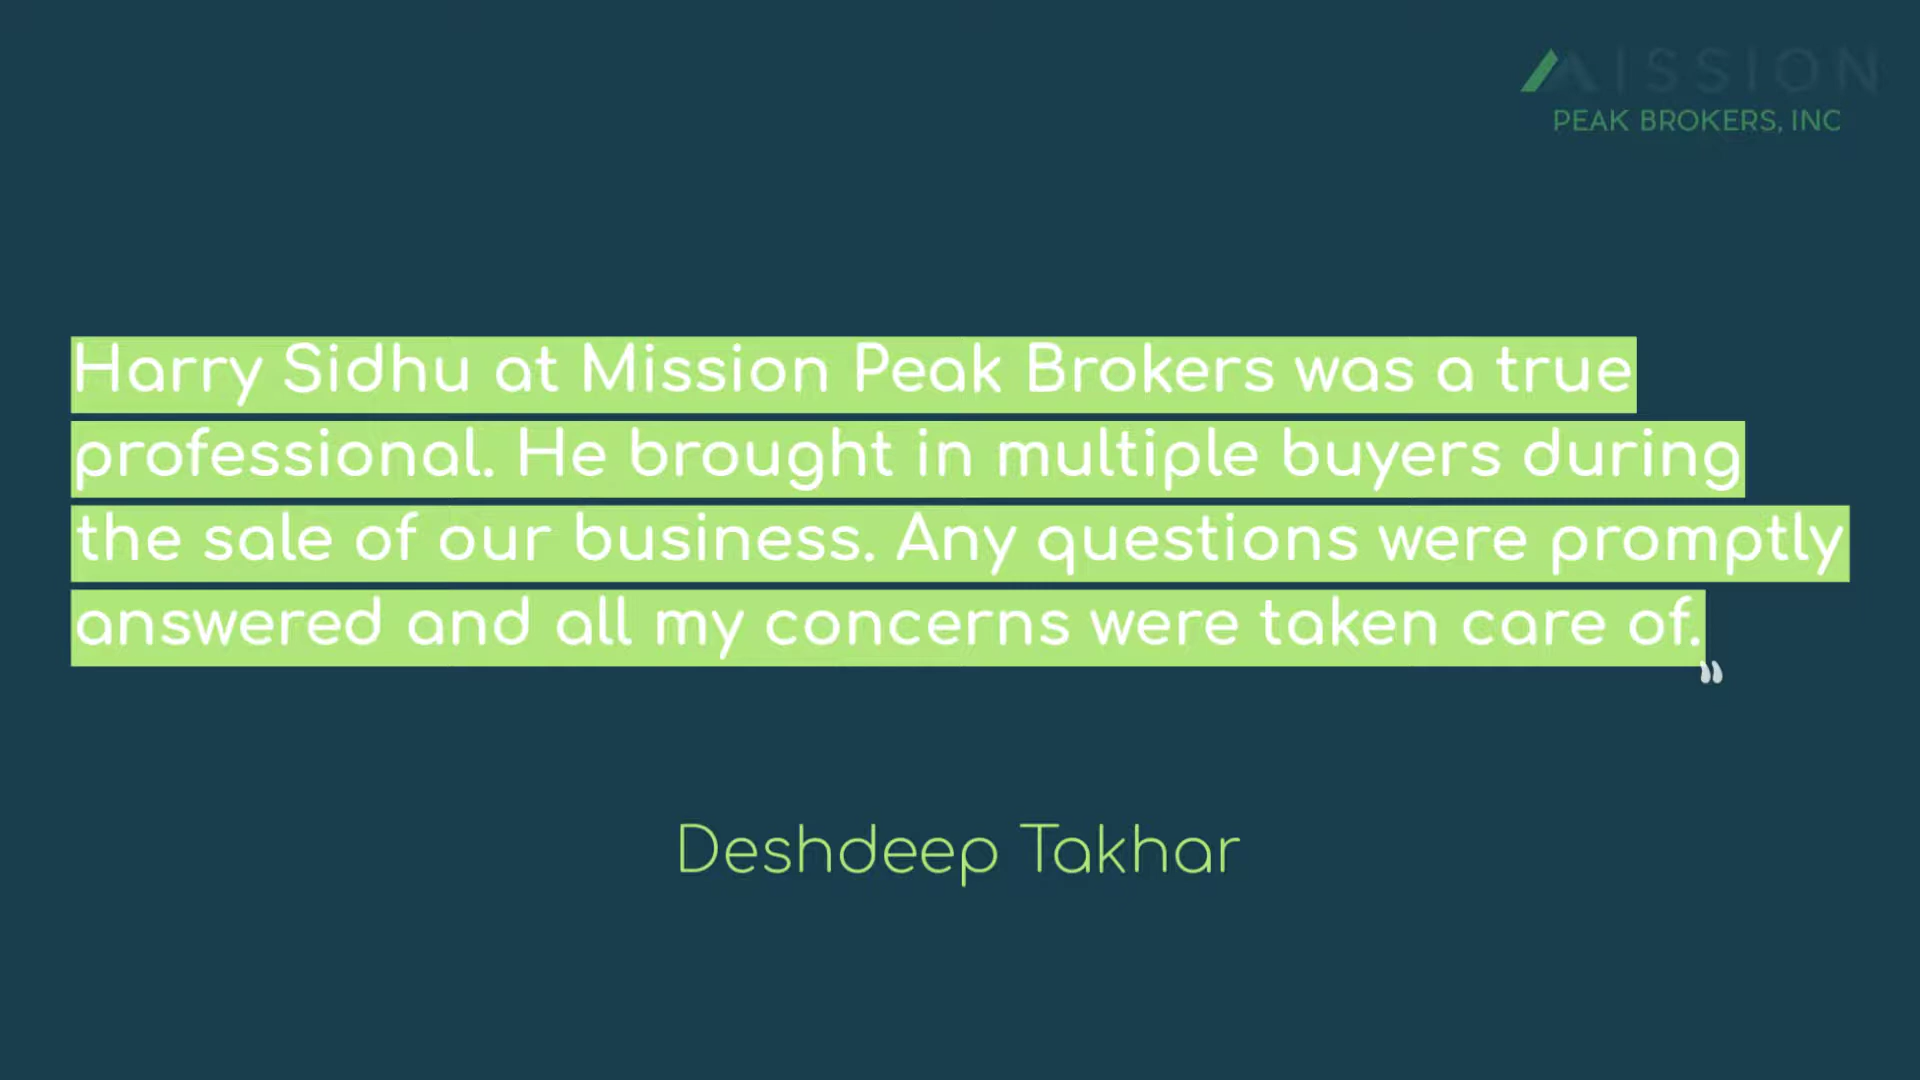 MISSION
PEAK BROKERS, INC
Harry Sidhu at Mission Peak Brokers was a true
professional. He brought in multiple buyers during
the sale of our business. Any questions were promptly
answered and all my concerns were taken care of.
”
Deshdeep Takhar